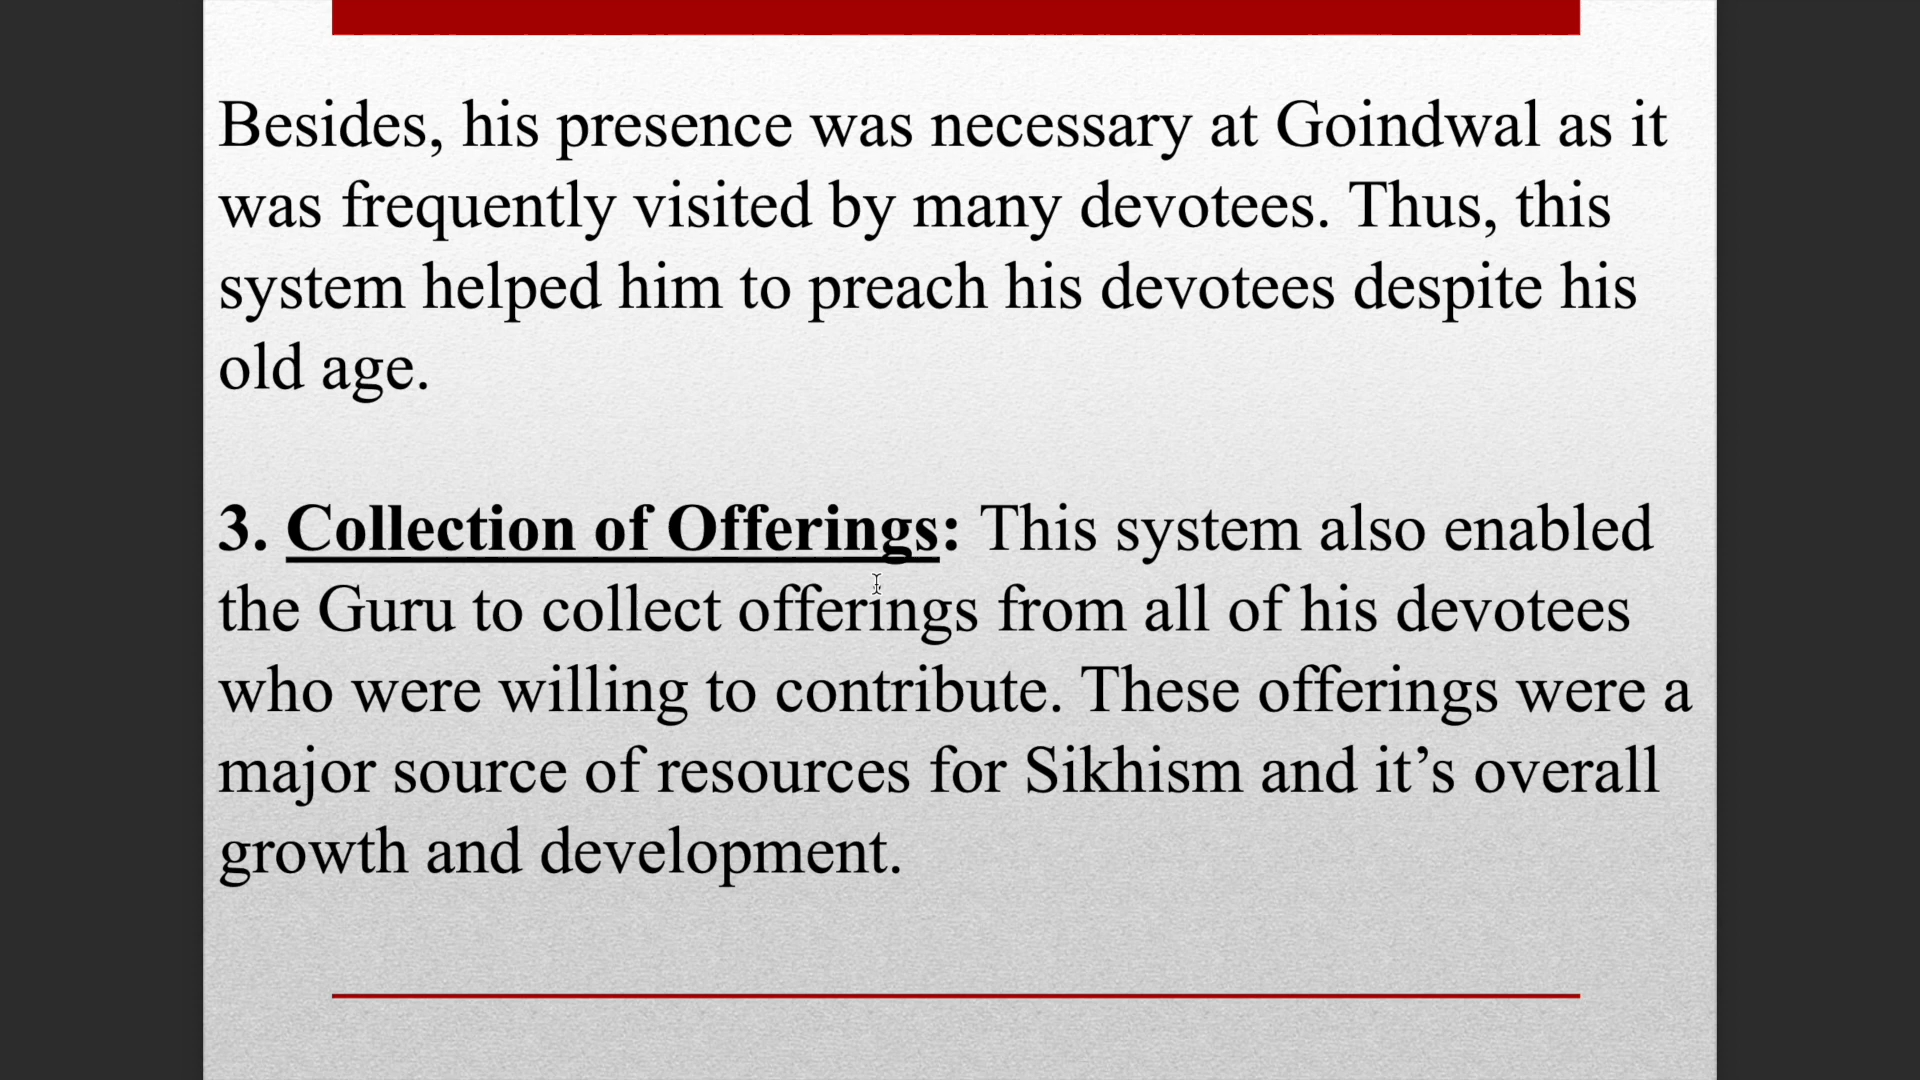 Besides, his presence was necessary at Goindwal as it
was frequently visited by many devotees. Thus, this
system helped him to preach his devotees despite his
old age.
3. Collection of Offerings: This system also enabled
the Guru to collect offerings from all of his devotees
who were willing to contribute. These offerings were a
major source of resources for Sikhism and it’s overall
growth and development.